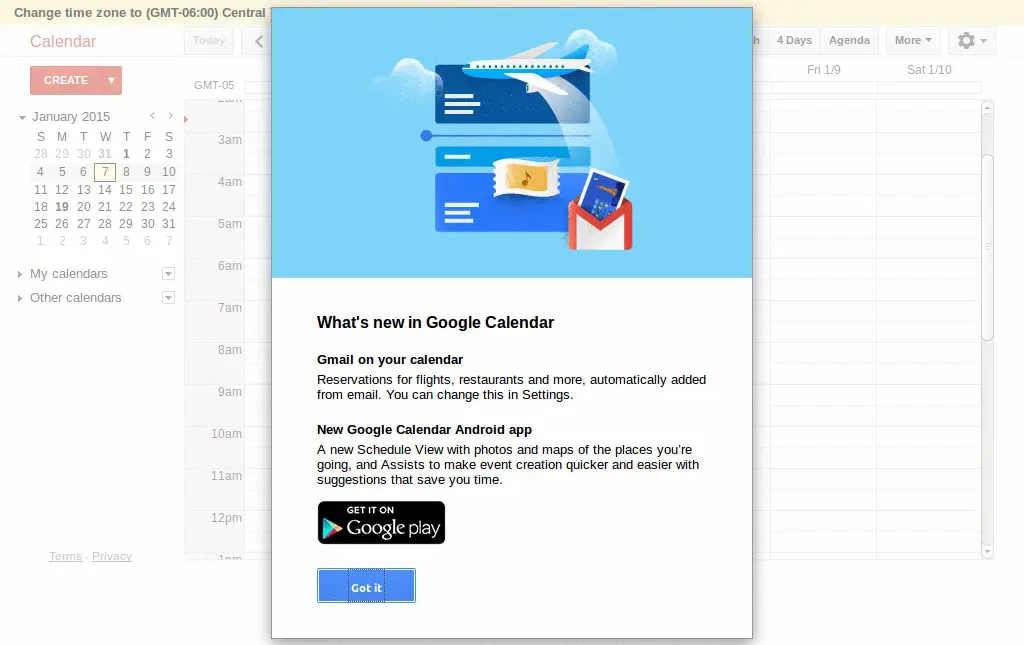 Change time zone to (GMT-06:00) Central
Calendar
Today
4 Days
Agenda
More
CREATE
GMT-05
Fri 1/9
Sat 1/10
January 2015
S M T W T F S
28 29 30 31 1 2 3
4 5 6 7 8 9 10
11 12 13 14 15 16 17
18 19 20 21 22 23 24
25 26 27 28 29 30 31
1 2 3 4 5 6 7
My calendars
Other calendars
Terms - Privacy
3am
4am
5am
6am
7am
8am
9am
10am
11am
12pm
What's new in Google Calendar
Gmail on your calendar
Reservations for flights, restaurants and more, automatically added
from email. You can change this in Settings.
New Google Calendar Android app
A new Schedule View with photos and maps of the places you’re
going, and Assists to make event creation quicker and easier with
suggestions that save you time.
GET IT ON
Google play
Got it